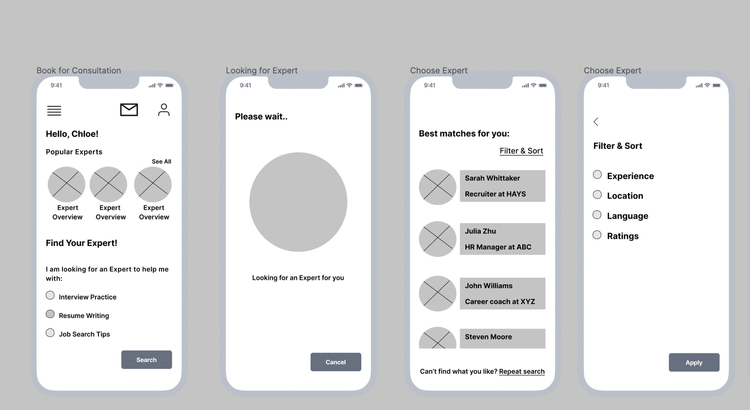 Book for Consultation
9:41
Hello, Chloe!
Popular Experts
See All
Expert
Overview
Expert
Overview
Expert
Overview
Find Your Expert!
I am looking for an Expert to help me
with:
Interview Practice
Resume Writing
Job Search Tips
Search
Looking for Expert
9:41
Please wait..
Looking for an Expert for you
Cancel
Choose Expert
9:41
Best matches for you:
Filter & Sort
Sarah Whittaker
Recruiter at HAYS
Julia Zhu
HR Manager at ABC
John Williams
Career coach at XYZ
Steven Moore
Can't find what you like? Repeat search
Choose Expert
9:41
Filter & Sort
Experience
Location
Language
Ratings
Apply